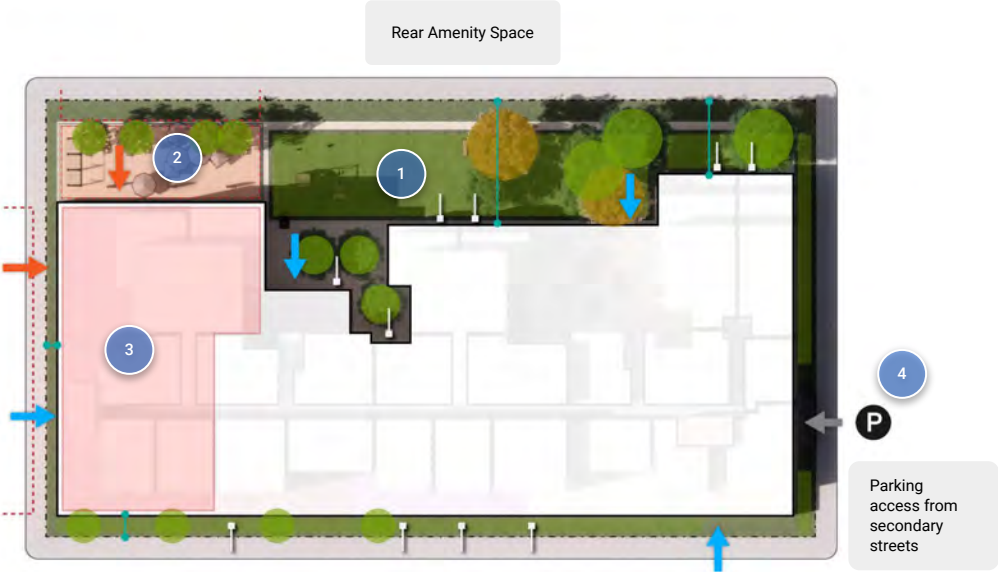 Rear Amenity Space
2
1
3
4
P
Parking
access from
secondary
streets